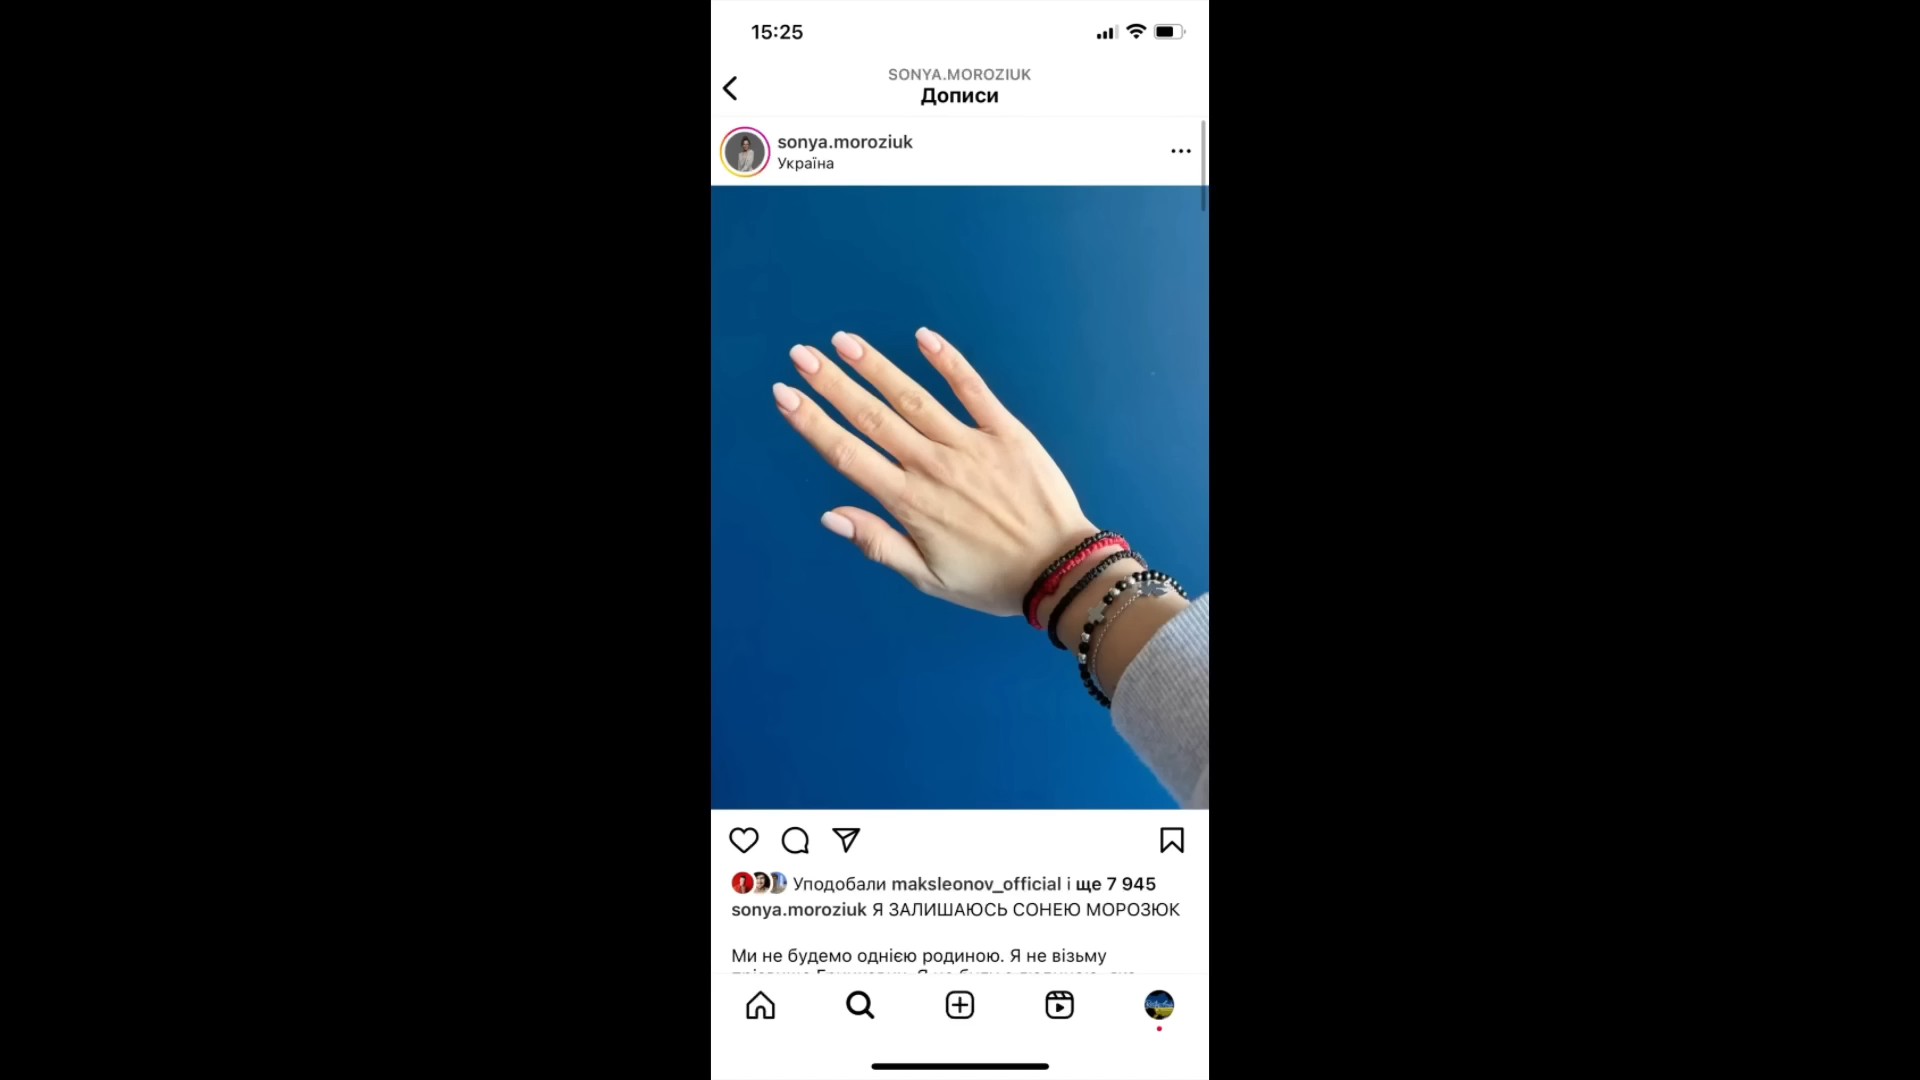 15:25
SONYA.MOROZIUK
Дописи
sonya.moroziuk
Україна
Уподобали maksleonov_official і ще 7 945
sonya.moroziuk Я ЗАЛИШАЮСЬ СОНЕЮ МОРОЗЮК
Ми не будемо однією родиною. Я не візьму